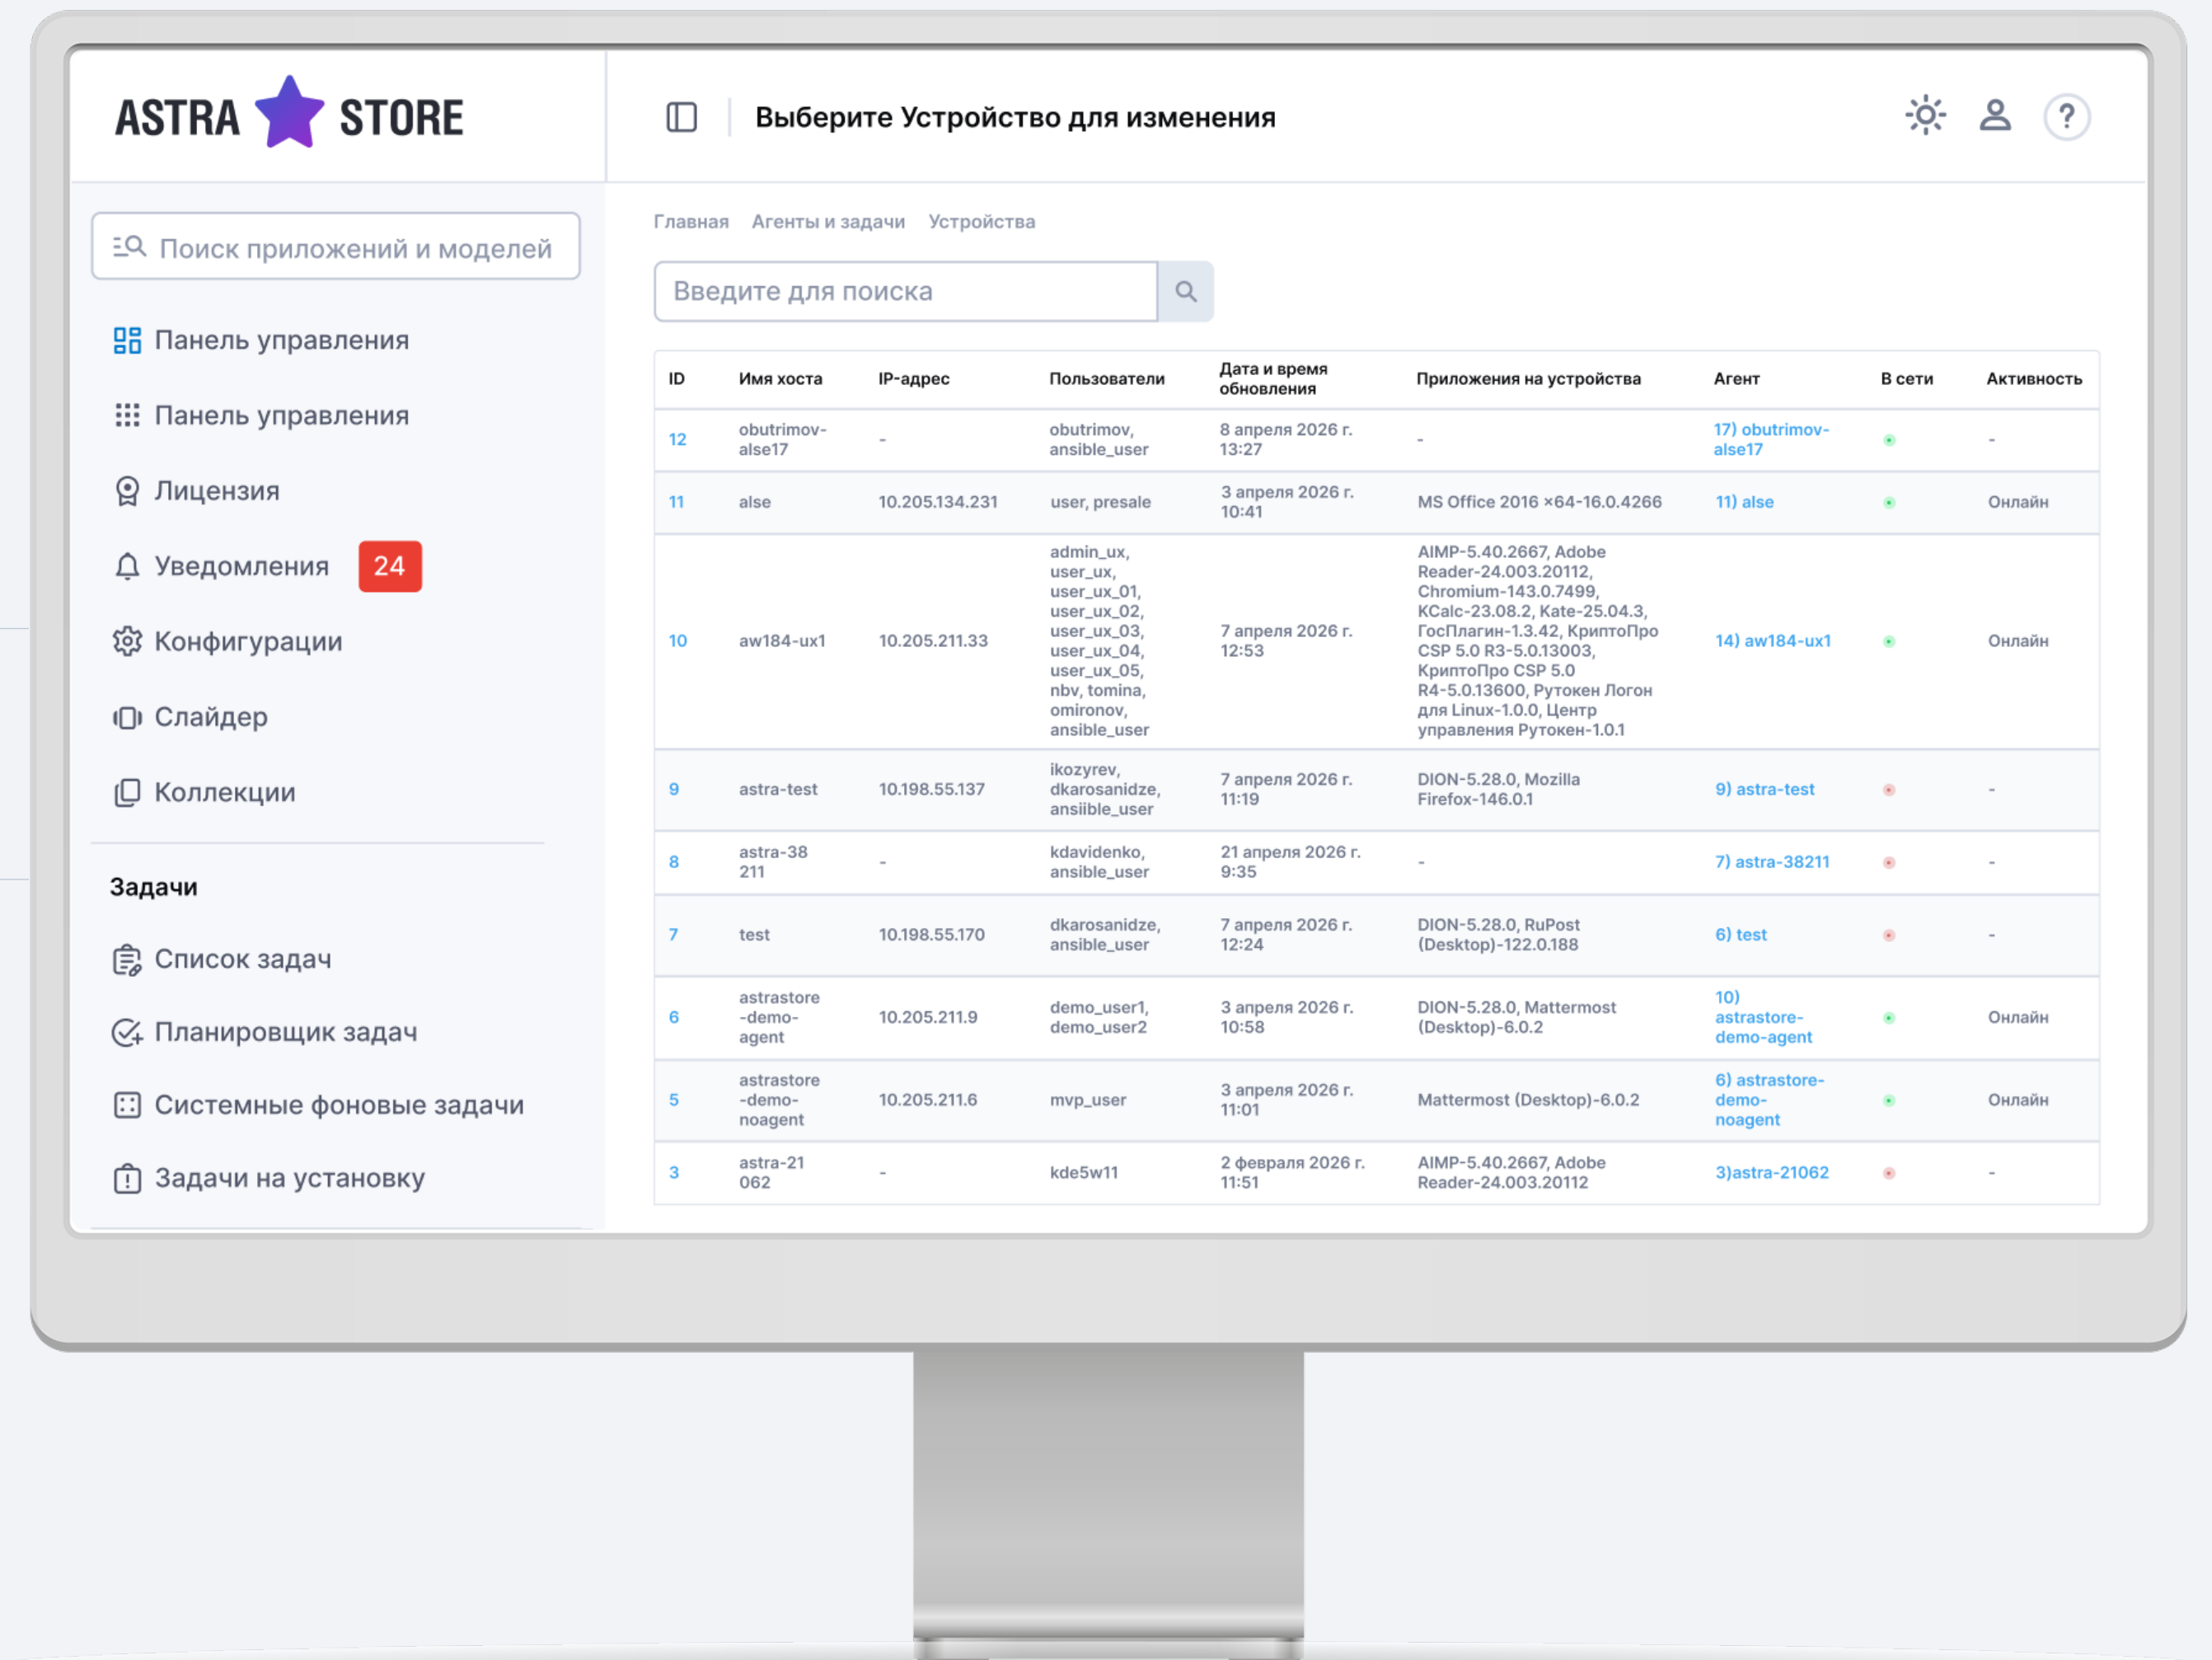 ASTRA STORE
Выберите Устройство для изменения
?
Поиск приложений и моделей
Панель управления
Панель управления
Лицензия
Уведомления 24
Конфигурации
Слайдер
Коллекции
Задачи
Список задач
Планировщик задач
Системные фоновые задачи
Задачи на установку
Главная Агенты и задачи Устройства
Введите для поиска
ID Имя хоста IP-адрес Пользователи Дата и время обновления Приложения на устройства Агент В сети Активность
12
obutrimov-
alse17
-
obutrimov,
ansible_user
8 апреля 2026 г.
13:27
-
17) obutrimov-
alse17
-
11
alse
10.205.134.231
user, presale
3 апреля 2026 г.
10:41
MS Office 2016 ×64-16.0.4266
11) alse
Онлайн
10
aw184-ux1
10.205.211.33
admin_ux,
user_ux,
user_ux_01,
user_ux_02,
user_ux_03,
user_ux_04,
user_ux_05,
nbv, tomina,
omironov,
ansible_user
7 апреля 2026 г.
12:53
AIMP-5.40.2667, Adobe
Reader-24.003.20112,
Chromium-143.0.7499,
KCalc-23.08.2, Kate-25.04.3,
ГосПлагин-1.3.42, КриптоПро
CSP 5.0 R3-5.0.13003,
КриптоПро CSP 5.0
R4-5.0.13600, Рутокен Логон
для Linux-1.0.0, Центр
управления Рутокен-1.0.1
14) aw184-ux1
Онлайн
9
astra-test
10.198.55.137
ikozyrev,
dkarosanidze,
ansiible_user
7 апреля 2026 г.
11:19
DION-5.28.0, Mozilla
Firefox-146.0.1
9) astra-test
-
8
astra-38
211
-
kdavidenko,
ansible_user
21 апреля 2026 г.
9:35
-
7) astra-38211
-
7
test
10.198.55.170
dkarosanidze,
ansible_user
7 апреля 2026 г.
12:24
DION-5.28.0, RuPost
(Desktop)-122.0.188
6) test
-
6
astrastore
-demo-
agent
10.205.211.9
demo_user1,
demo_user2
3 апреля 2026 г.
10:58
DION-5.28.0, Mattermost
(Desktop)-6.0.2
10)
astrastore-
demo-agent
Онлайн
5
astrastore
-demo-
noagent
10.205.211.6
mvp_user
3 апреля 2026 г.
11:01
Mattermost (Desktop)-6.0.2
6) astrastore-
demo-
noagent
Онлайн
3
astra-21
062
-
kde5w11
2 февраля 2026 г.
11:51
AIMP-5.40.2667, Adobe
Reader-24.003.20112
3)astra-21062
-